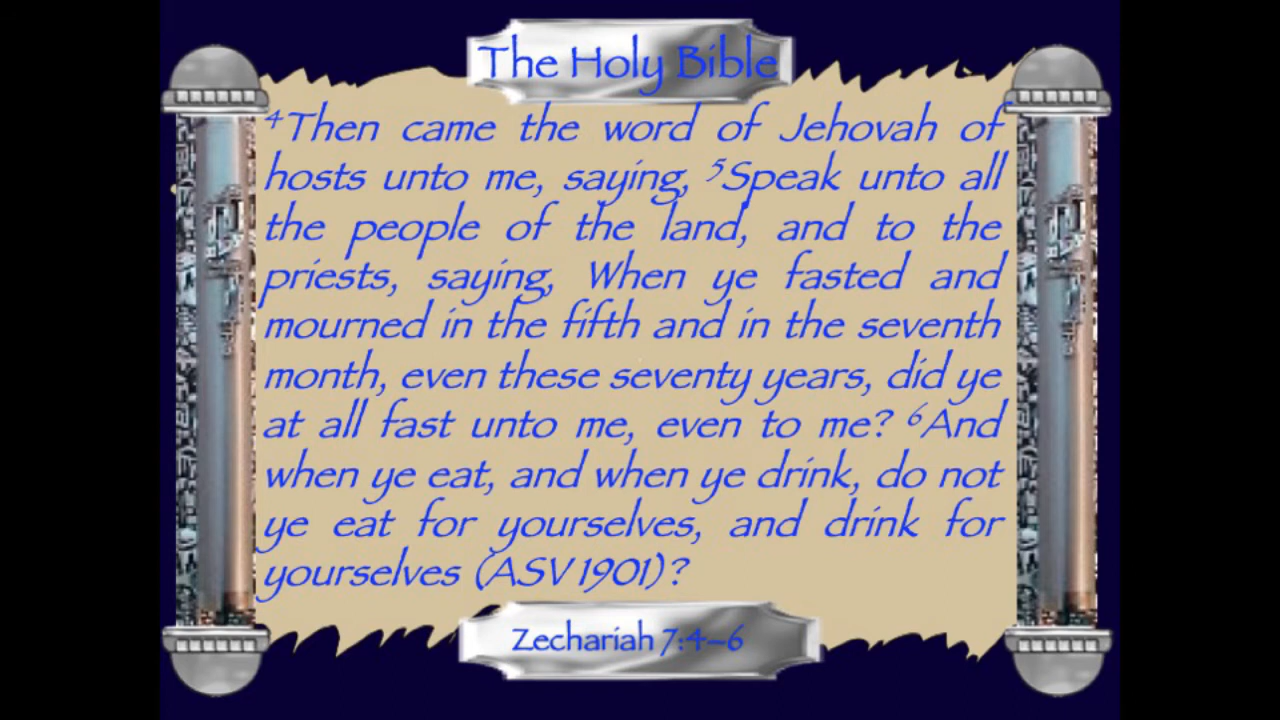 The Holy Bible
⁴Then came the word of Jehovah of
hosts unto me, saying, ⁵Speak unto all
the people of the land, and to the
priests, saying, When ye fasted and
mourned in the fifth and in the seventh
month, even these seventy years, did ye
at all fast unto me, even to me? ⁶And
when ye eat, and when ye drink, do not
ye eat for yourselves, and drink for
yourselves (ASV 1901)?
Zechariah 7:4–6